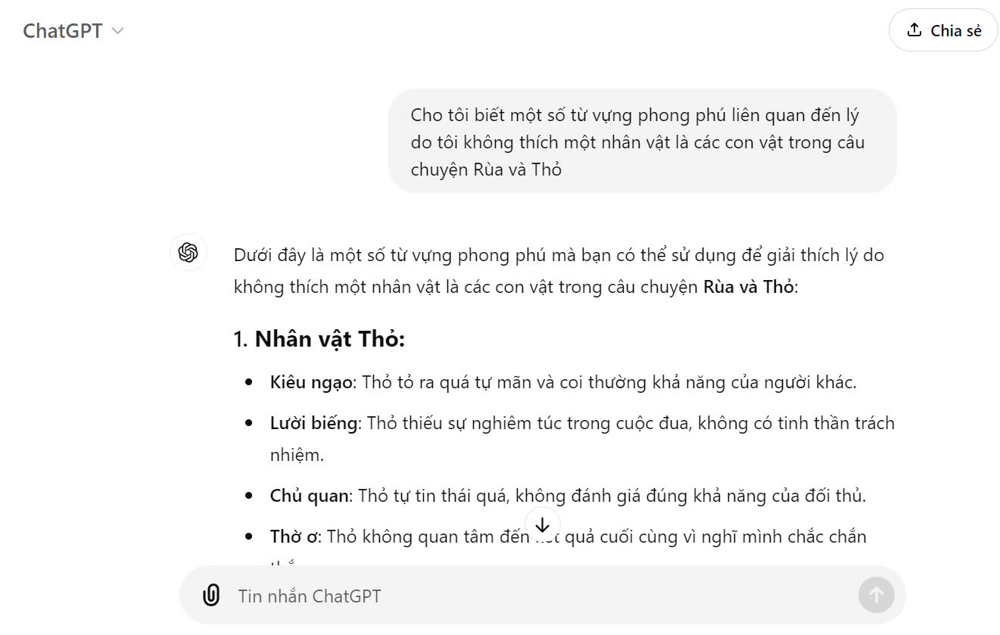 ChatGPT
Chia sẻ
Cho tôi biết một số từ vựng phong phú liên quan đến lý
do tôi không thích một nhân vật là các con vật trong câu
chuyện Rùa và Thỏ
Dưới đây là một số từ vựng phong phú mà bạn có thể sử dụng để giải thích lý do
không thích một nhân vật là các con vật trong câu chuyện Rùa và Thỏ:
1. Nhân vật Thỏ:
Kiêu ngạo: Thỏ tỏ ra quá tự mãn và coi thường khả năng của người khác.
Lười biếng: Thỏ thiếu sự nghiêm túc trong cuộc đua, không có tinh thần trách
nhiệm.
Chủ quan: Thỏ tự tin thái quá, không đánh giá đúng khả năng của đối thủ.
Thờ ơ: Thỏ không quan tâm đến quả cuối cùng vì nghĩ mình chắc chắn
Tin nhắn ChatGPT